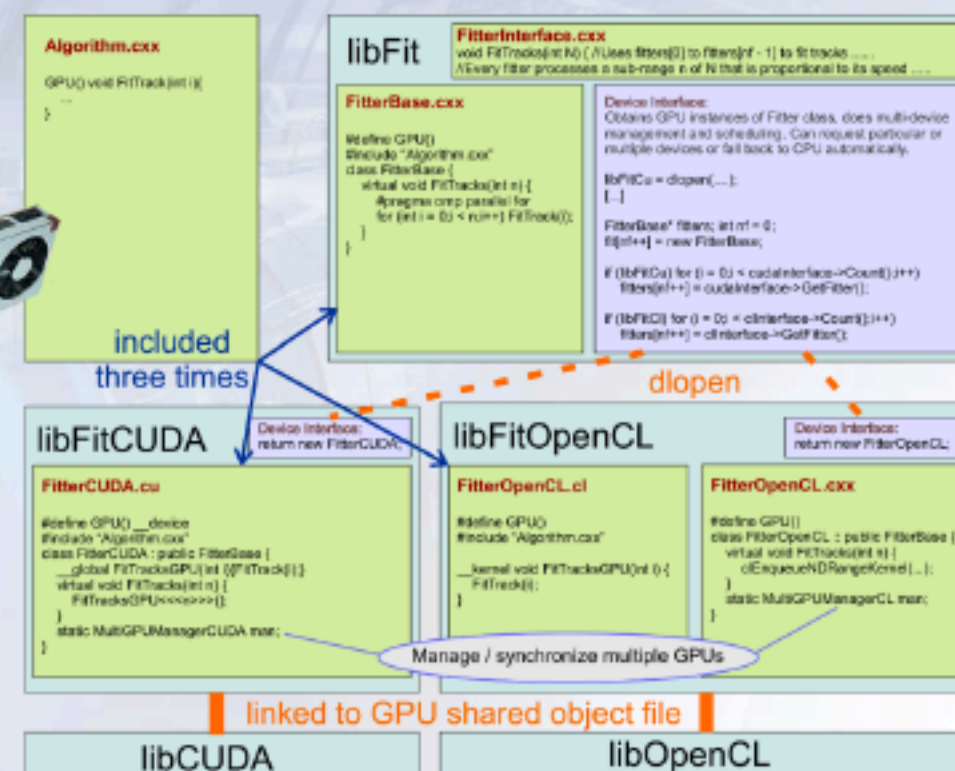 Algorithm.cxx
GPU() void FitTrack(int i){
...
}
libFit
FitterInterface.cxx
void FitTracks(int N) { //Uses fitters[0] to fitters[nf - 1] to fit tracks ......
//Every fitter processes a sub-range n of N that is proportional to its speed ....
FitterBase.cxx
#define GPU()
#include "Algorithm.cxx"
class FitterBase {
virtual void FitTracks(int n) {
#pragma omp parallel for
for (int i = 0;i < n;i++) FitTrack(i);
}
}
Device Interface:
Obtains GPU instances of Fitter class, does multi-device
management and scheduling. Can request particular or
multiple devices or fall back to CPU automatically.
libFitCu = dlopen(....);
[...]
FitterBase* fitters; int nf = 0;
fit[nf++] = new FitterBase;
if (libFitCu) for (i = 0;i < cudaInterface->Count();i++)
fitters[nf++] = cudaInterface->GetFitter();
if (libFitCl) for (i = 0;i < clInterface->Count();i++)
fitters[nf++] = clInterface->GetFitter();
included
three times
dlopen
libFitCUDA
Device Interface:
return new FitterCUDA;
FitterCUDA.cu
#define GPU() __device
#include "Algorithm.cxx"
class FitterCUDA : public FitterBase {
__global FitTracksGPU(int i){FitTrack(i);}
virtual void FitTracks(int n) {
FitTracksGPU<<<n>>>();
}
static MultiGPUManagerCUDA man;
}
libFitOpenCL
Device Interface:
return new FitterOpenCL;
FitterOpenCL.cl
#define GPU()
#include "Algorithm.cxx"
__kernel void FitTracksGPU(int i) {
FitTrack(i);
}
FitterOpenCL.cxx
#define GPU()
class FitterOpenCL : public FitterBase {
virtual void FitTracks(int n) {
clEnqueueNDRangeKernel(...);
}
static MultiGPUManagerCL man;
}
Manage / synchronize multiple GPUs
linked to GPU shared object file
libCUDA
libOpenCL